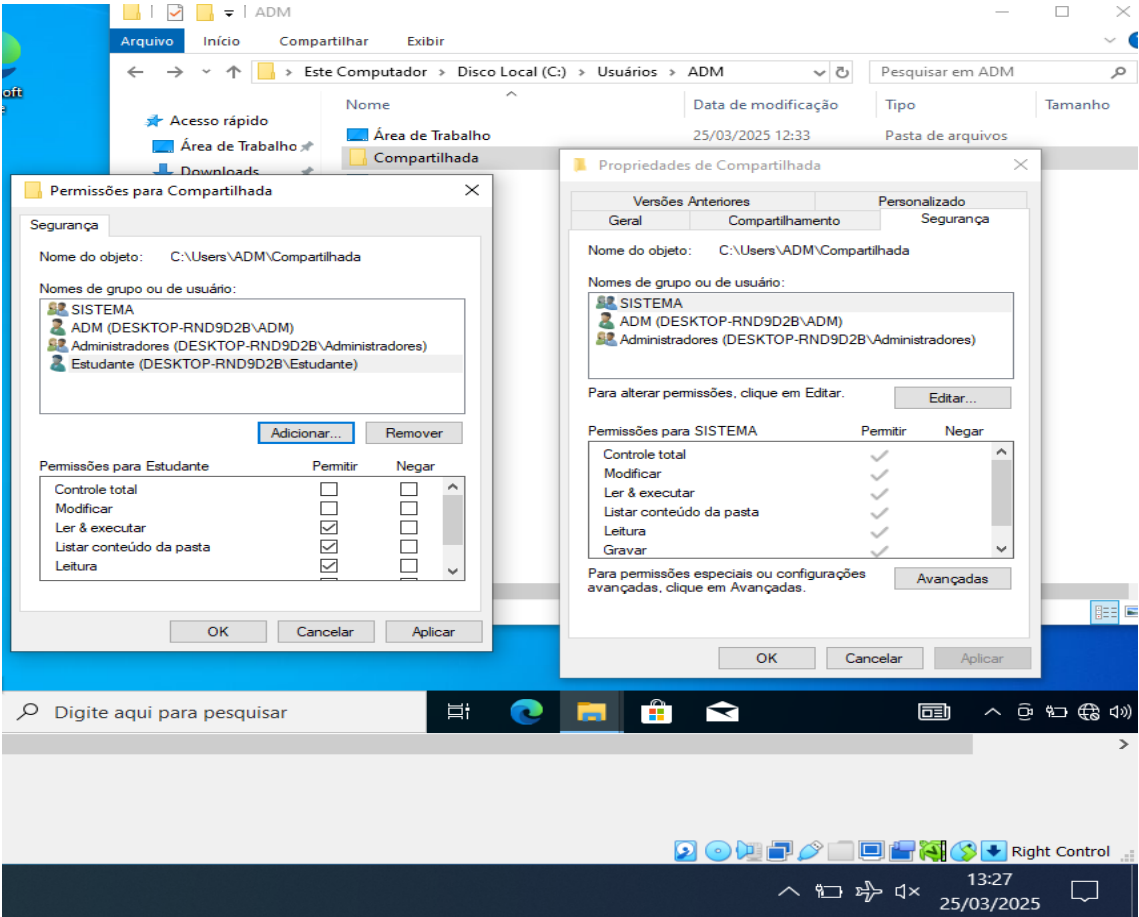 ADM
Arquivo Início Compartilhar Exibir
Este Computador > Disco Local (C:) > Usuários > ADM
Pesquisar em ADM
oft
Nome Data de modificação Tipo Tamanho
Acesso rápido
Área de Trabalho
Downloads
Área de Trabalho 25/03/2025 12:33 Pasta de arquivos
Compartilhada
Permissões para Compartilhada
Segurança
Nome do objeto: C:\Users\ADM\Compartilhada
Nomes de grupo ou de usuário:
SISTEMA
ADM (DESKTOP-RND9D2B\ADM)
Administradores (DESKTOP-RND9D2B\Administradores)
Estudante (DESKTOP-RND9D2B\Estudante)
Adicionar... Remover
Permissões para Estudante Permitir Negar
Controle total
Modificar
Ler & executar
Listar conteúdo da pasta
Leitura
OK Cancelar Aplicar
Propriedades de Compartilhada
Versões Anteriores Personalizado
Geral Compartilhamento Segurança
Nome do objeto: C:\Users\ADM\Compartilhada
Nomes de grupo ou de usuário:
SISTEMA
ADM (DESKTOP-RND9D2B\ADM)
Administradores (DESKTOP-RND9D2B\Administradores)
Para alterar permissões, clique em Editar. Editar...
Permissões para SISTEMA Permitir Negar
Controle total
Modificar
Ler & executar
Listar conteúdo da pasta
Leitura
Gravar
Para permissões especiais ou configurações
avançadas, clique em Avançadas. Avançadas
OK Cancelar Aplicar
Digite aqui para pesquisar
Right Control
13:27
25/03/2025